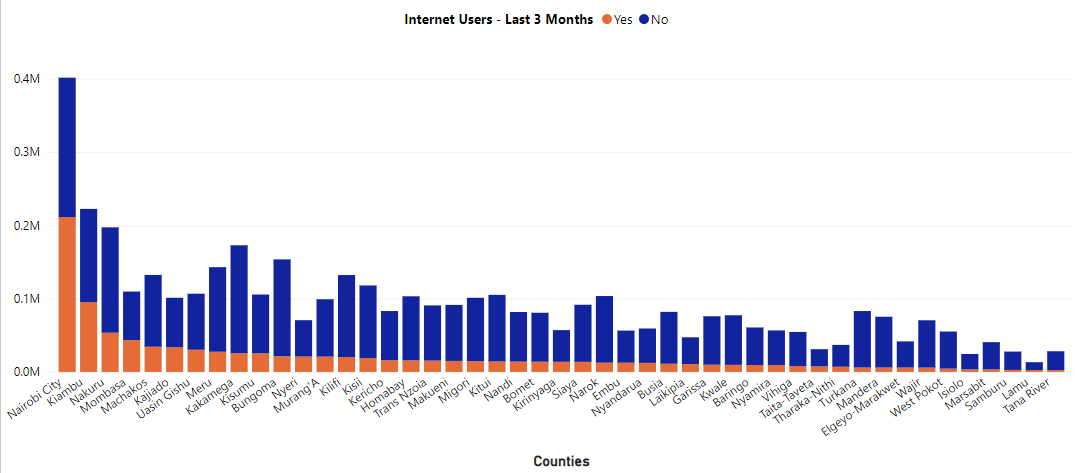 Internet Users - Last 3 Months Yes No
0.4M
0.3M
0.2M
0.1M
0.0M
Nairobi City
Kiambu
Nakuru
Mombasa
Machakos
Kajiado
Uasin Gishu
Meru
Kakamega
Kisumu
Bungoma
Nyeri
Murang'A
Kilifi
Kisii
Kericho
Homabay
Trans Nzoia
Makueni
Migori
Kitui
Nandi
Bomet
Kirinyaga
Siaya
Narok
Embu
Nyandarua
Busia
Laikipia
Garissa
Kwale
Baringo
Nyamira
Vihiga
Taita-Taveta
Tharaka-Nithi
Turkana
Mandera
Elgeyo-Marakwet
Wajir
West Pokot
Isiolo
Marsabit
Samburu
Lamu
Tana River
Counties